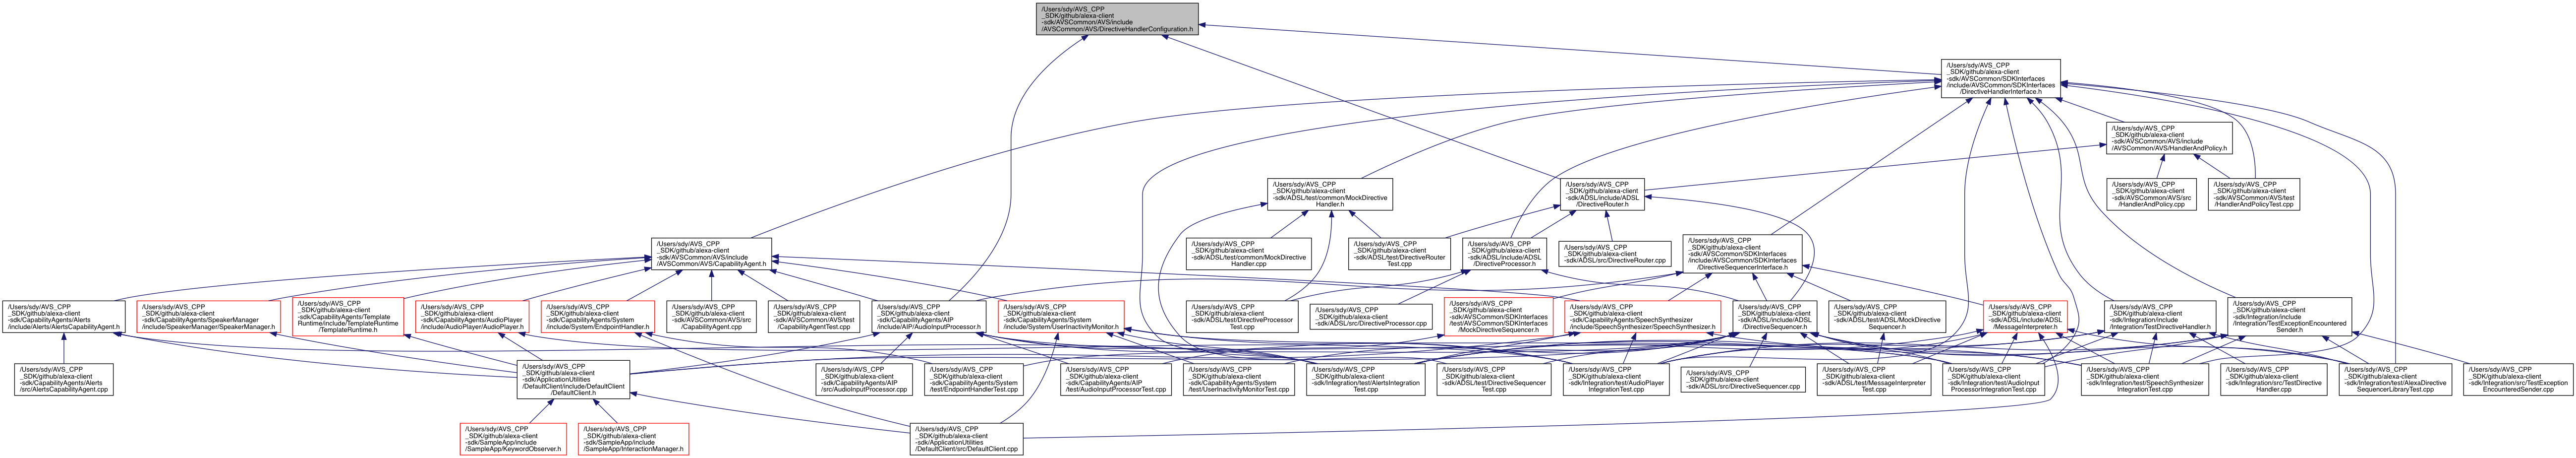 /Users/sdy/AVS_CPP
_SDK/github/alexa-client
-sdk/AVSCommon/AVS/include
/AVSCommon/AVS/DirectiveHandlerConfiguration.h
/Users/sdy/AVS_CPP
_SDK/github/alexa-client
-sdk/AVSCommon/SDKInterfaces
/include/AVSCommon/SDKInterfaces
/DirectiveHandlerInterface.h
/Users/sdy/AVS_CPP
_SDK/github/alexa-client
-sdk/AVSCommon/AVS/include
/AVSCommon/AVS/HandlerAndPolicy.h
/Users/sdy/AVS_CPP
_SDK/github/alexa-client
-sdk/ADSL/test/common/MockDirective
Handler.h
/Users/sdy/AVS_CPP
_SDK/github/alexa-client
-sdk/ADSL/include/ADSL
/DirectiveRouter.h
/Users/sdy/AVS_CPP
_SDK/github/alexa-client
-sdk/AVSCommon/AVS/src
/HandlerAndPolicy.cpp
/Users/sdy/AVS_CPP
_SDK/github/alexa-client
-sdk/AVSCommon/AVS/test
/HandlerAndPolicyTest.cpp
/Users/sdy/AVS_CPP
_SDK/github/alexa-client
-sdk/AVSCommon/AVS/include
/AVSCommon/AVS/CapabilityAgent.h
/Users/sdy/AVS_CPP
_SDK/github/alexa-client
-sdk/ADSL/test/common/MockDirective
Handler.cpp
/Users/sdy/AVS_CPP
_SDK/github/alexa-client
-sdk/ADSL/test/DirectiveRouter
Test.cpp
/Users/sdy/AVS_CPP
_SDK/github/alexa-client
-sdk/ADSL/include/ADSL
/DirectiveProcessor.h
/Users/sdy/AVS_CPP
_SDK/github/alexa-client
-sdk/ADSL/src/DirectiveRouter.cpp
/Users/sdy/AVS_CPP
_SDK/github/alexa-client
-sdk/AVSCommon/SDKInterfaces
/include/AVSCommon/SDKInterfaces
/DirectiveSequencerInterface.h
/Users/sdy/AVS_CPP
_SDK/github/alexa-client
-sdk/CapabilityAgents/Alerts
/include/Alerts/AlertsCapabilityAgent.h
/Users/sdy/AVS_CPP
_SDK/github/alexa-client
-sdk/CapabilityAgents/SpeakerManager
/include/SpeakerManager/SpeakerManager.h
/Users/sdy/AVS_CPP
_SDK/github/alexa-client
-sdk/CapabilityAgents/Template
Runtime/include/TemplateRuntime
/TemplateRuntime.h
/Users/sdy/AVS_CPP
_SDK/github/alexa-client
-sdk/CapabilityAgents/AudioPlayer
/include/AudioPlayer/AudioPlayer.h
/Users/sdy/AVS_CPP
_SDK/github/alexa-client
-sdk/CapabilityAgents/System
/include/System/EndpointHandler.h
/Users/sdy/AVS_CPP
_SDK/github/alexa-client
-sdk/AVSCommon/AVS/src
/CapabilityAgent.cpp
/Users/sdy/AVS_CPP
_SDK/github/alexa-client
-sdk/AVSCommon/AVS/test
/CapabilityAgentTest.cpp
/Users/sdy/AVS_CPP
_SDK/github/alexa-client
-sdk/CapabilityAgents/AIP
/include/AIP/AudioInputProcessor.h
/Users/sdy/AVS_CPP
_SDK/github/alexa-client
-sdk/CapabilityAgents/System
/include/System/UserInactivityMonitor.h
/Users/sdy/AVS_CPP
_SDK/github/alexa-client
-sdk/ADSL/test/DirectiveProcessor
Test.cpp
/Users/sdy/AVS_CPP
_SDK/github/alexa-client
-sdk/ADSL/src/DirectiveProcessor.cpp
/Users/sdy/AVS_CPP
_SDK/github/alexa-client
-sdk/AVSCommon/SDKInterfaces
/test/AVSCommon/SDKInterfaces
/MockDirectiveSequencer.h
/Users/sdy/AVS_CPP
_SDK/github/alexa-client
-sdk/CapabilityAgents/SpeechSynthesizer
/include/SpeechSynthesizer/SpeechSynthesizer.h
/Users/sdy/AVS_CPP
_SDK/github/alexa-client
-sdk/ADSL/include/ADSL
/DirectiveSequencer.h
/Users/sdy/AVS_CPP
_SDK/github/alexa-client
-sdk/ADSL/test/ADSL/MockDirective
Sequencer.h
/Users/sdy/AVS_CPP
_SDK/github/alexa-client
-sdk/ADSL/include/ADSL
/MessageInterpreter.h
/Users/sdy/AVS_CPP
_SDK/github/alexa-client
-sdk/Integration/include
/Integration/TestDirectiveHandler.h
/Users/sdy/AVS_CPP
_SDK/github/alexa-client
-sdk/Integration/include
/Integration/TestExceptionEncountered
Sender.h
/Users/sdy/AVS_CPP
_SDK/github/alexa-client
-sdk/CapabilityAgents/Alerts
/src/AlertsCapabilityAgent.cpp
/Users/sdy/AVS_CPP
_SDK/github/alexa-client
-sdk/ApplicationUtilities
/DefaultClient/include/DefaultClient
/DefaultClient.h
/Users/sdy/AVS_CPP
_SDK/github/alexa-client
-sdk/CapabilityAgents/AIP
/src/AudioInputProcessor.cpp
/Users/sdy/AVS_CPP
_SDK/github/alexa-client
-sdk/CapabilityAgents/System
/test/EndpointHandlerTest.cpp
/Users/sdy/AVS_CPP
_SDK/github/alexa-client
-sdk/CapabilityAgents/AIP
/test/AudioInputProcessorTest.cpp
/Users/sdy/AVS_CPP
_SDK/github/alexa-client
-sdk/CapabilityAgents/System
/test/UserInactivityMonitorTest.cpp
/Users/sdy/AVS_CPP
_SDK/github/alexa-client
-sdk/Integration/test/AlertsIntegration
Test.cpp
/Users/sdy/AVS_CPP
_SDK/github/alexa-client
-sdk/ADSL/test/DirectiveSequencer
Test.cpp
/Users/sdy/AVS_CPP
_SDK/github/alexa-client
-sdk/Integration/test/AudioPlayer
IntegrationTest.cpp
/Users/sdy/AVS_CPP
_SDK/github/alexa-client
-sdk/ADSL/src/DirectiveSequencer.cpp
/Users/sdy/AVS_CPP
_SDK/github/alexa-client
-sdk/ADSL/test/MessageInterpreter
Test.cpp
/Users/sdy/AVS_CPP
_SDK/github/alexa-client
-sdk/Integration/test/AudioInput
ProcessorIntegrationTest.cpp
/Users/sdy/AVS_CPP
_SDK/github/alexa-client
-sdk/Integration/test/SpeechSynthesizer
IntegrationTest.cpp
/Users/sdy/AVS_CPP
_SDK/github/alexa-client
-sdk/Integration/src/TestDirective
Handler.cpp
/Users/sdy/AVS_CPP
_SDK/github/alexa-client
-sdk/Integration/test/AlexaDirective
SequencerLibraryTest.cpp
/Users/sdy/AVS_CPP
_SDK/github/alexa-client
-sdk/Integration/src/TestException
EncounteredSender.cpp
/Users/sdy/AVS_CPP
_SDK/github/alexa-client
-sdk/SampleApp/include
/SampleApp/KeywordObserver.h
/Users/sdy/AVS_CPP
_SDK/github/alexa-client
-sdk/SampleApp/include
/SampleApp/InteractionManager.h
/Users/sdy/AVS_CPP
_SDK/github/alexa-client
-sdk/ApplicationUtilities
/DefaultClient/src/DefaultClient.cpp